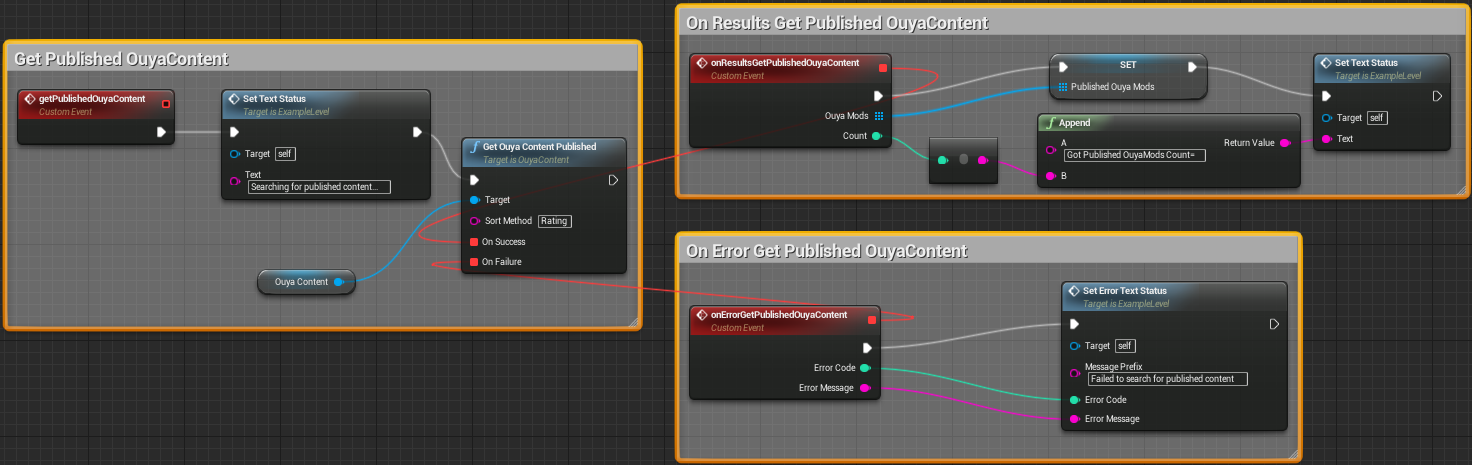 Get Published OuyaContent
getPublishedOuyaContent
Custom Event
Set Text Status
Target is ExampleLevel
Target self
Text
Searching for published content...
Get Ouya Content Published
Target is OuyaContent
Target
Sort Method Rating
On Success
On Failure
Ouya Content
On Results Get Published OuyaContent
onResultsGetPublishedOuyaContent
Custom Event
Ouya Mods
Count
SET
Published Ouya Mods
Append
A
Got Published OuyaMods Count=
B
Return Value
Set Text Status
Target is ExampleLevel
Target self
Text
On Error Get Published OuyaContent
onErrorGetPublishedOuyaContent
Custom Event
Error Code
Error Message
Set Error Text Status
Target is ExampleLevel
Target self
Message Prefix
Failed to search for published content
Error Code
Error Message